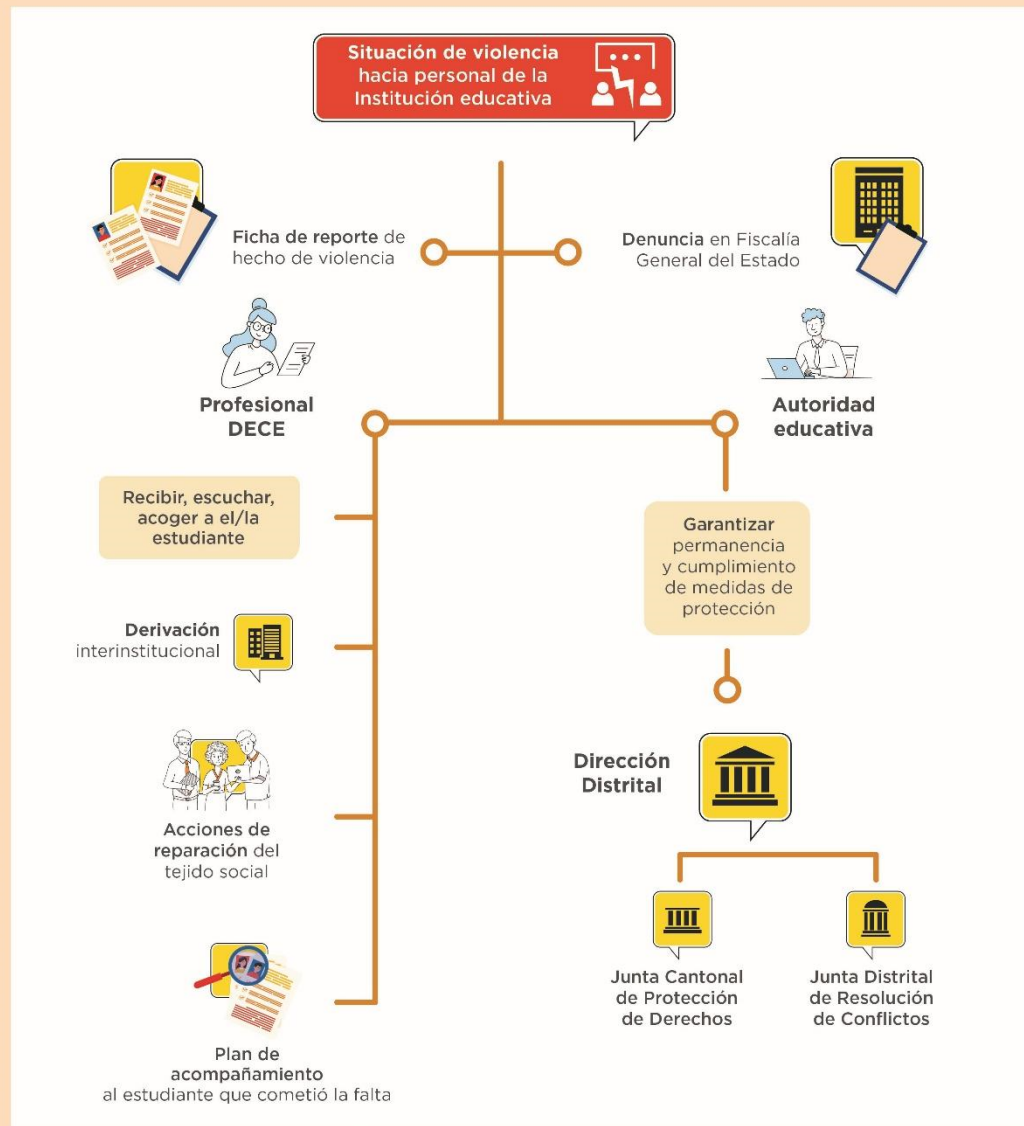 Situación de violencia
hacia personal de la
Institución educativa
Ficha de reporte de
hecho de violencia
Denuncia en Fiscalía
General del Estado
Profesional
DECE
Autoridad
educativa
Recibir, escuchar,
acoger a el/la
estudiante
Derivación
interinstitucional
Acciones de
reparación del
tejido social
Plan de
acompañamiento
al estudiante que cometió la falta
Garantizar
permanencia
y cumplimiento
de medidas de
protección
Dirección
Distrital
Junta Cantonal
de Protección
de Derechos
Junta Distrital
de Resolución
de Conflictos